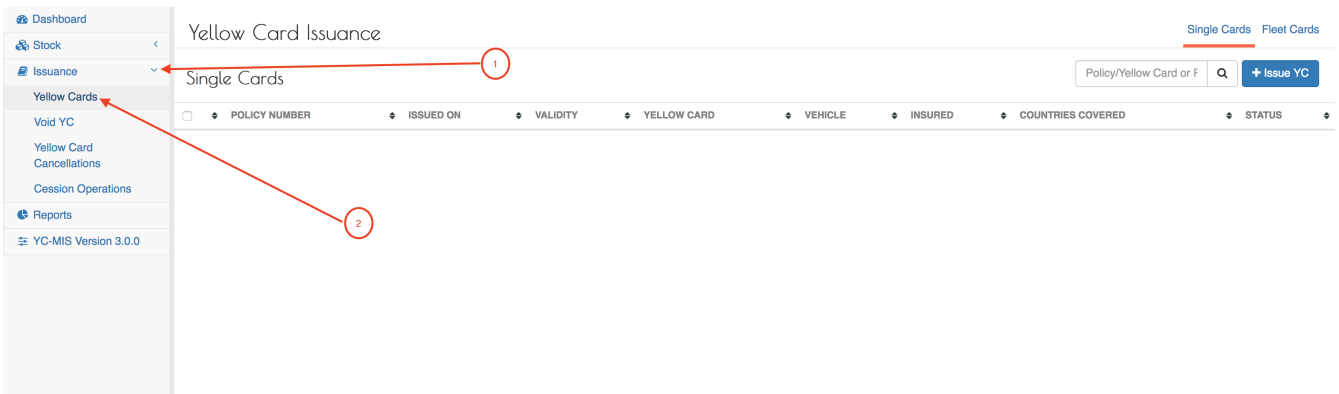 Dashboard
Stock
Issuance
Yellow Cards
Void YC
Yellow Card
Cancellations
Cession Operations
Reports
YC-MIS Version 3.0.0
Yellow Card Issuance
Single Cards Fleet Cards
1
Single Cards
Policy/Yellow Card or F
+ Issue YC
POLICY NUMBER ISSUED ON VALIDITY YELLOW CARD VEHICLE INSURED COUNTRIES COVERED STATUS
2